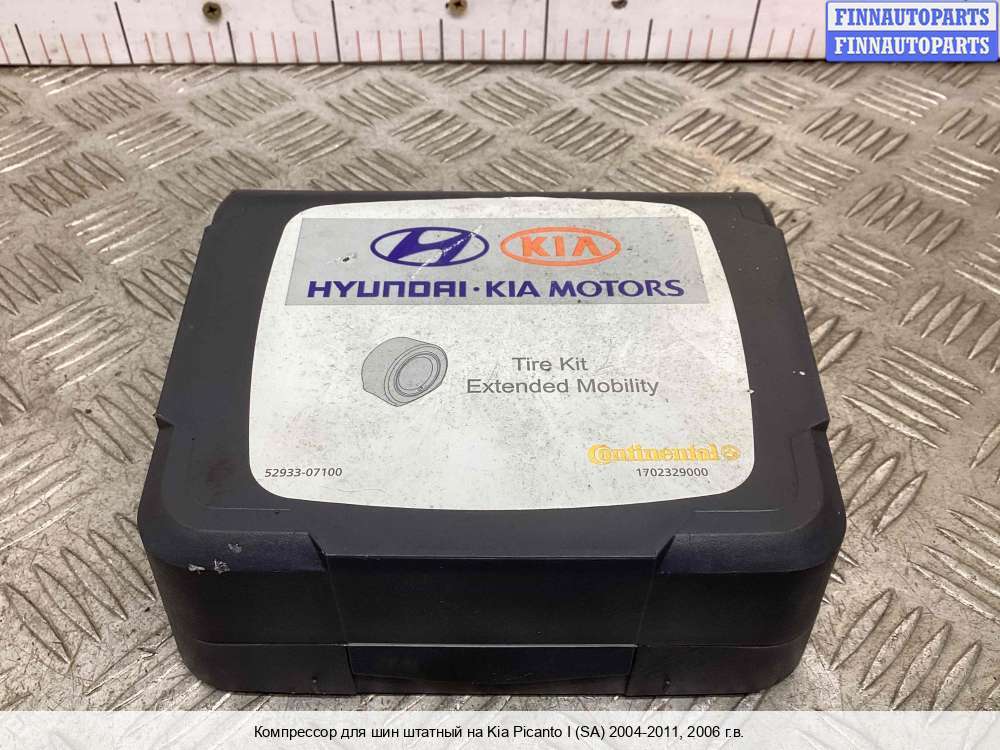 FINNAUTOPARTS
FINNAUTOPARTS
KIA
HYUNDAI · KIA MOTORS
Tire Kit
Extended Mobility
Continental
52933-07100
1702329000
Компрессор для шин штатный на Kia Picanto I (SA) 2004-2011, 2006 г.в.